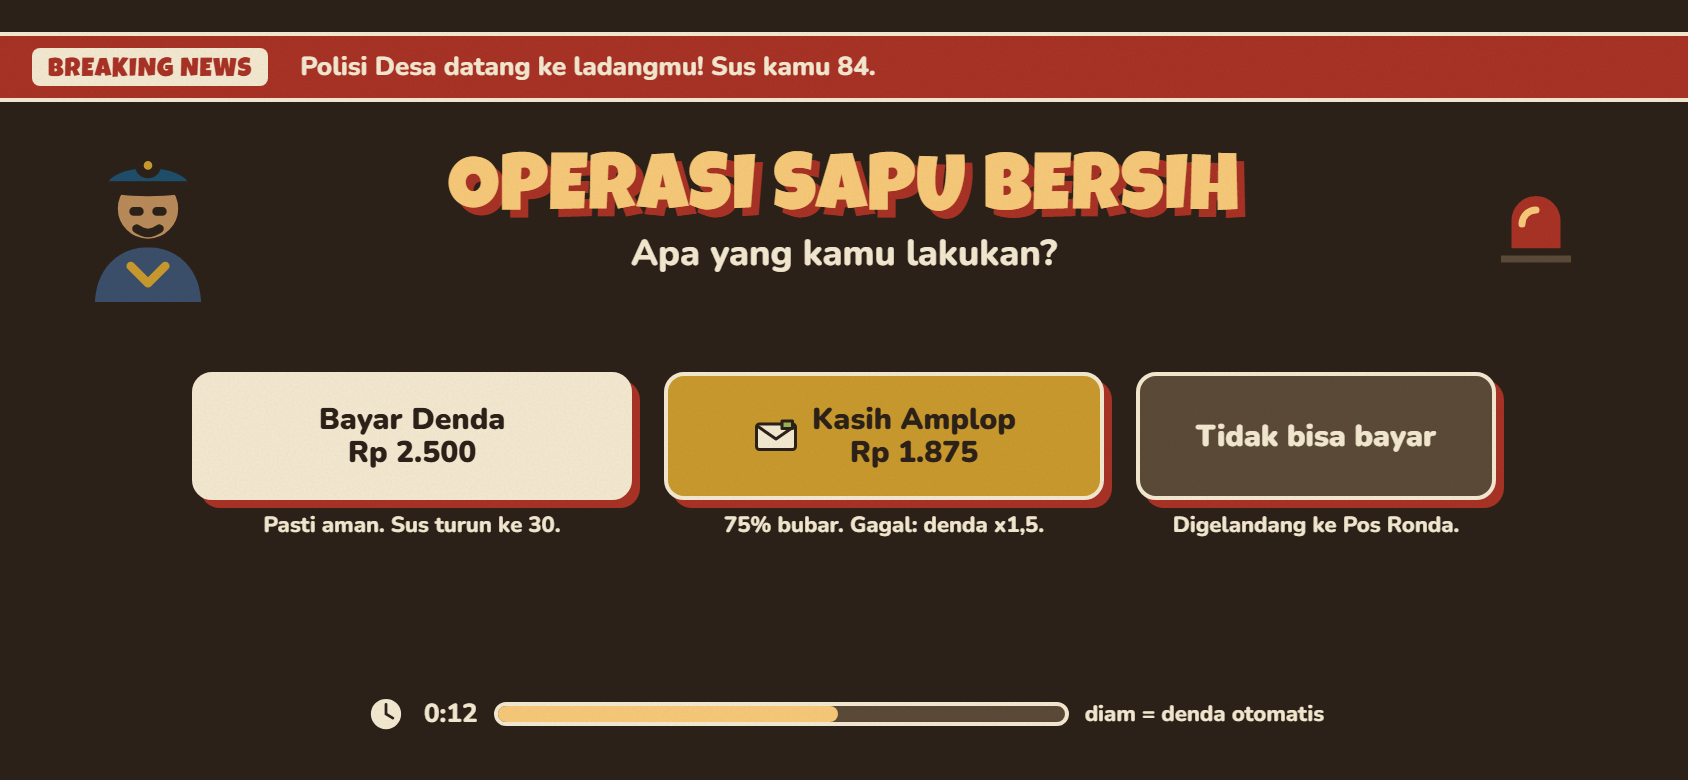 BREAKING NEWS
Polisi Desa datang ke ladangmu! Sus kamu 84.
OPERASI SAPU BERSIH
Apa yang kamu lakukan?
Bayar Denda
Rp 2.500
Pasti aman. Sus turun ke 30.
Kasih Amplop
Rp 1.875
75% bubar. Gagal: denda x1,5.
Tidak bisa bayar
Digelandang ke Pos Ronda.
0:12
diam = denda otomatis